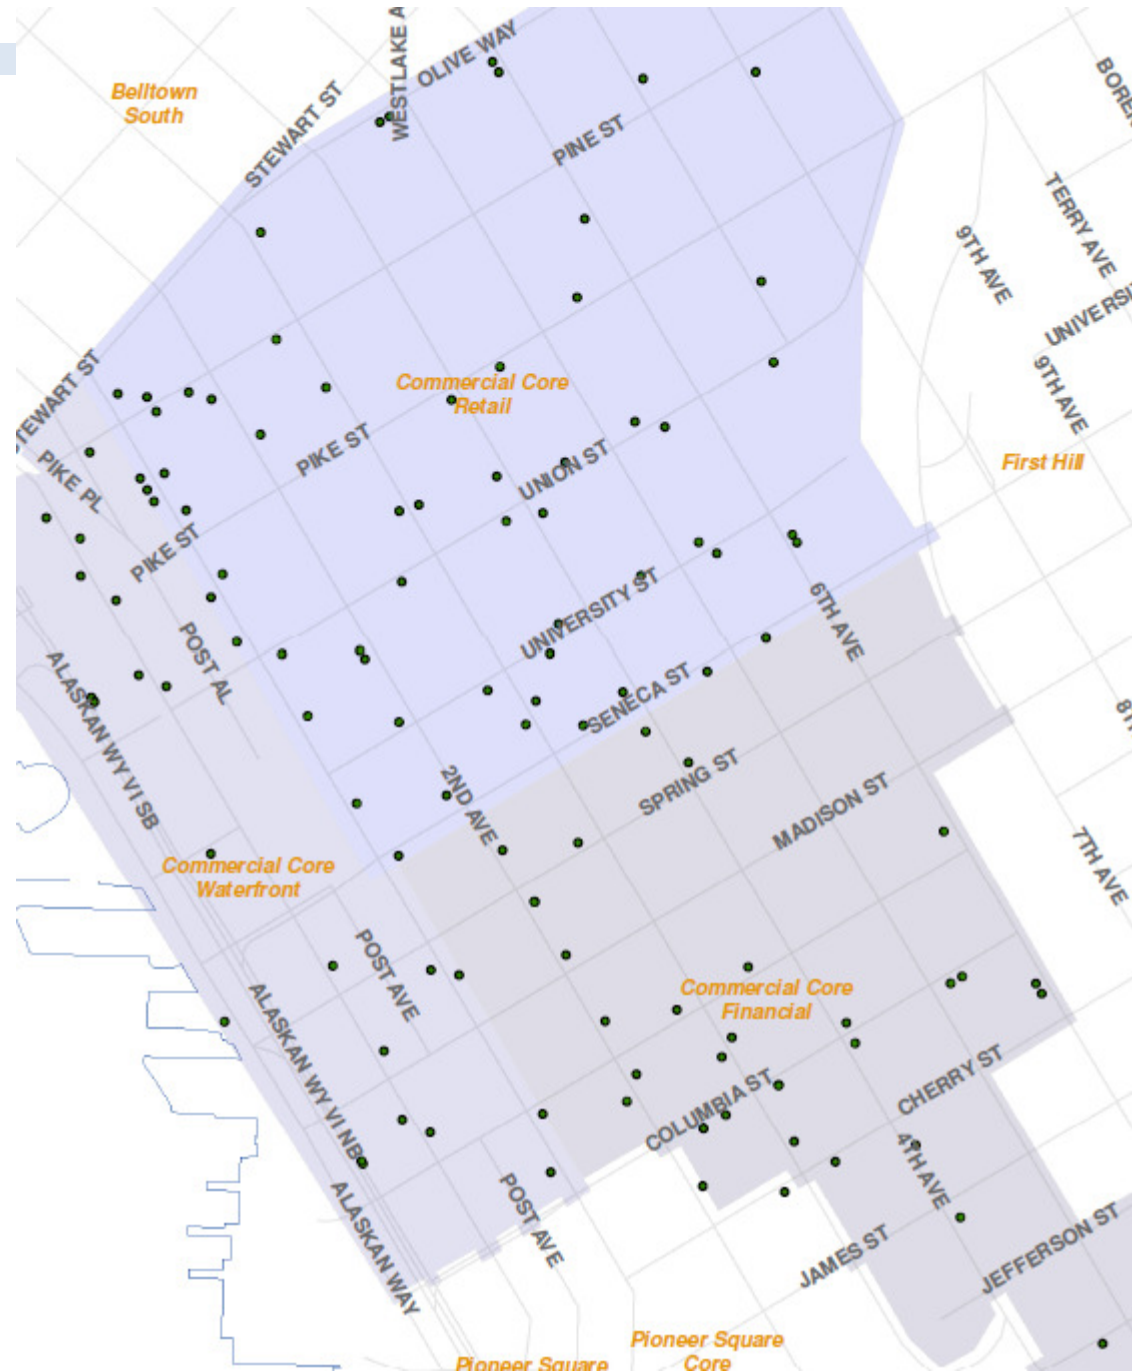 WESTLAKE A
OLIVE WAY
Belltown
South
STEWART ST
BOREN
PINE ST
TERRY AVE
9TH AVE
UNIVERSI
STEWART ST
9TH AVE
Commercial Core
Retail
PIKE ST
UNION ST
First Hill
PIKE PL
PIKE ST
UNIVERSITY ST
6TH AVE
POST AL
ALASKAN WY VI SB
SENECA ST
8TH
2ND AVE
SPRING ST
MADISON ST
7TH AVE
Commercial Core
Waterfront
POST AVE
Commercial Core
Financial
ALASKAN WY VI NB
COLUMBIA ST
CHERRY ST
4TH AVE
ALASKAN WAY
POST AVE
JAMES ST
JEFFERSON ST
Pioneer Square
Core
Pioneer Square